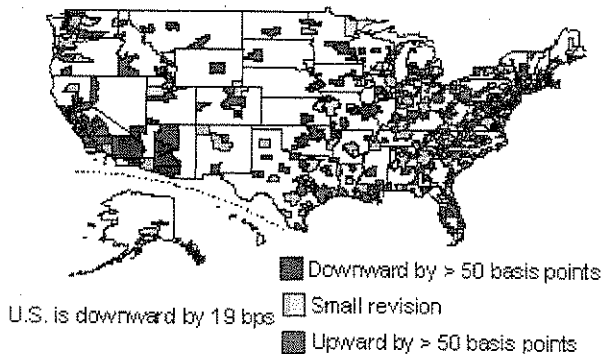 Downward by > 50 basis points
U.S. is downward by 19 bps
Small revision
Upward by > 50 basis points